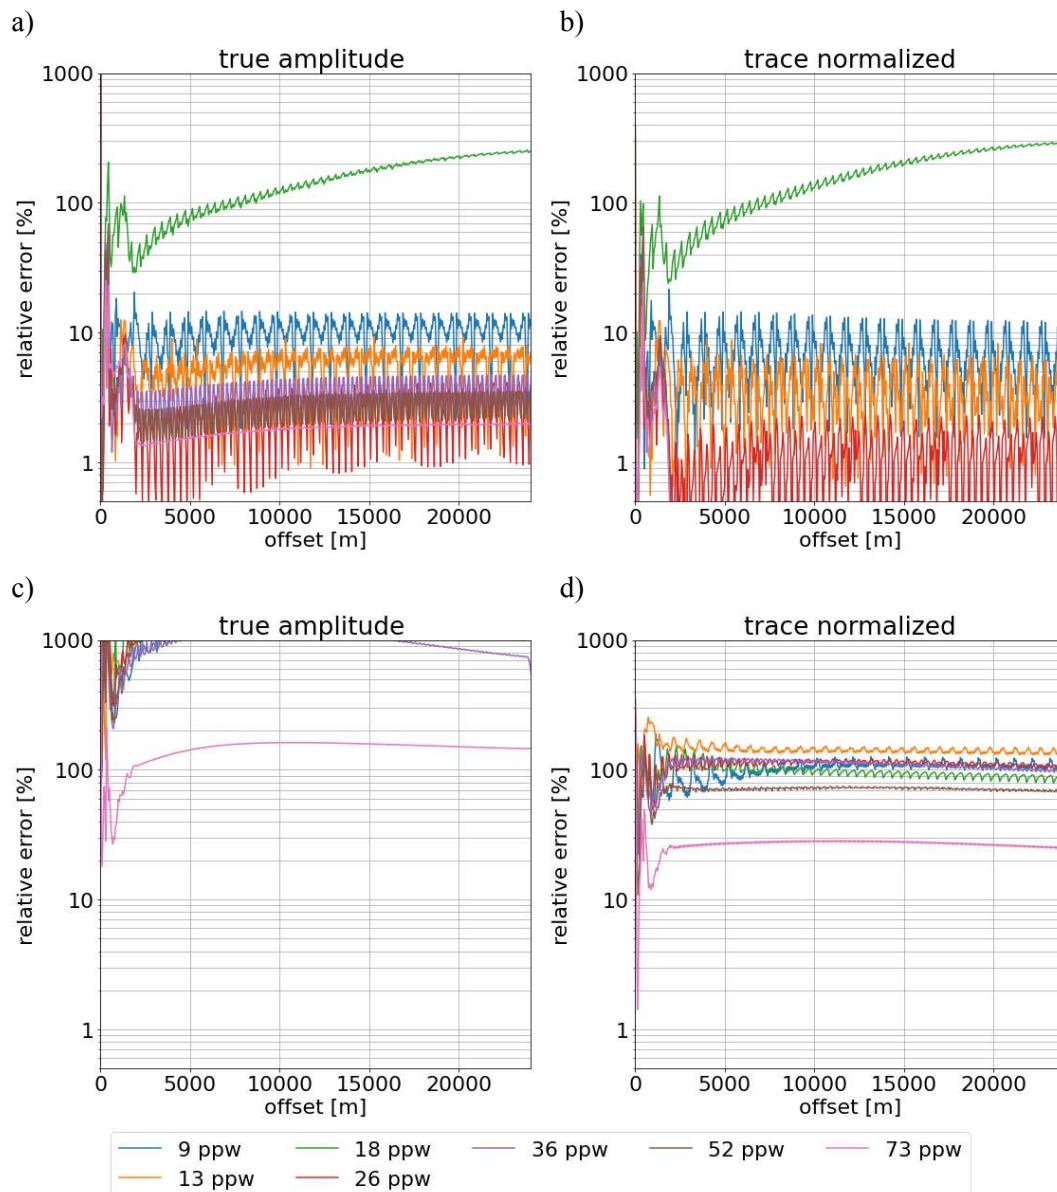 a)
true amplitude
1000
100
10
1
relative error [%]
0 5000 10000 15000 20000
offset [m]
b)
trace normalized
1000
100
10
1
relative error [%]
0 5000 10000 15000 20000
offset [m]
c)
true amplitude
1000
100
10
1
relative error [%]
0 5000 10000 15000 20000
offset [m]
d)
trace normalized
1000
100
10
1
relative error [%]
0 5000 10000 15000 20000
offset [m]
9 ppw 18 ppw 36 ppw 52 ppw 73 ppw
13 ppw 26 ppw